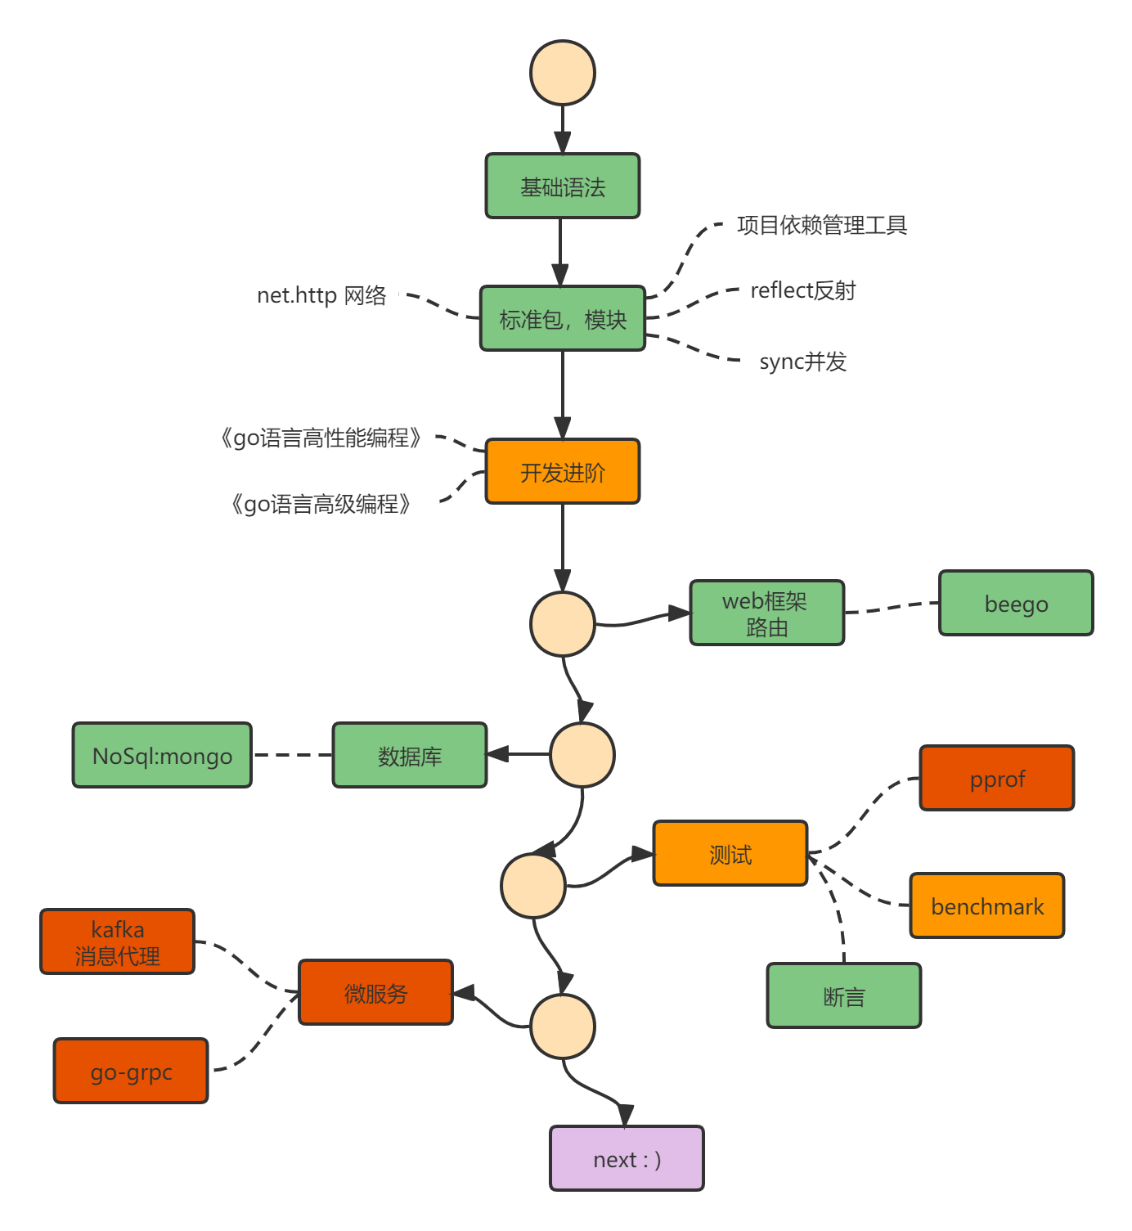 基础语法
项目依赖管理工具
net.http 网络
reflect反射
标准包，模块
sync并发
《go语言高性能编程》
开发进阶
《go语言高级编程》
web框架
路由
beego
NoSql:mongo
数据库
pprof
测试
benchmark
kafka
消息代理
微服务
断言
go-grpc
next : )